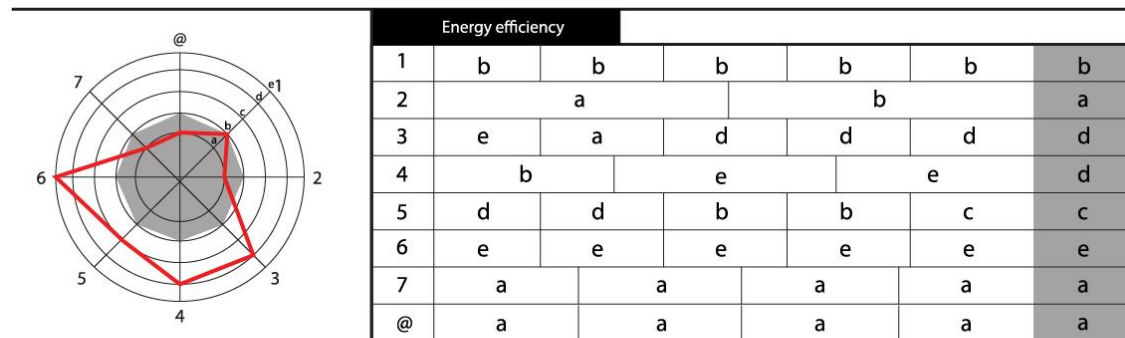 @
7
e1
d
c
b
a
6
2
5
3
4
Energy efficiency
1 b b b b b b
2 a b a
3 e a d d d d
4 b e e d
5 d d b b c c
6 e e e e e e
7 a a a a a
@ a a a a a